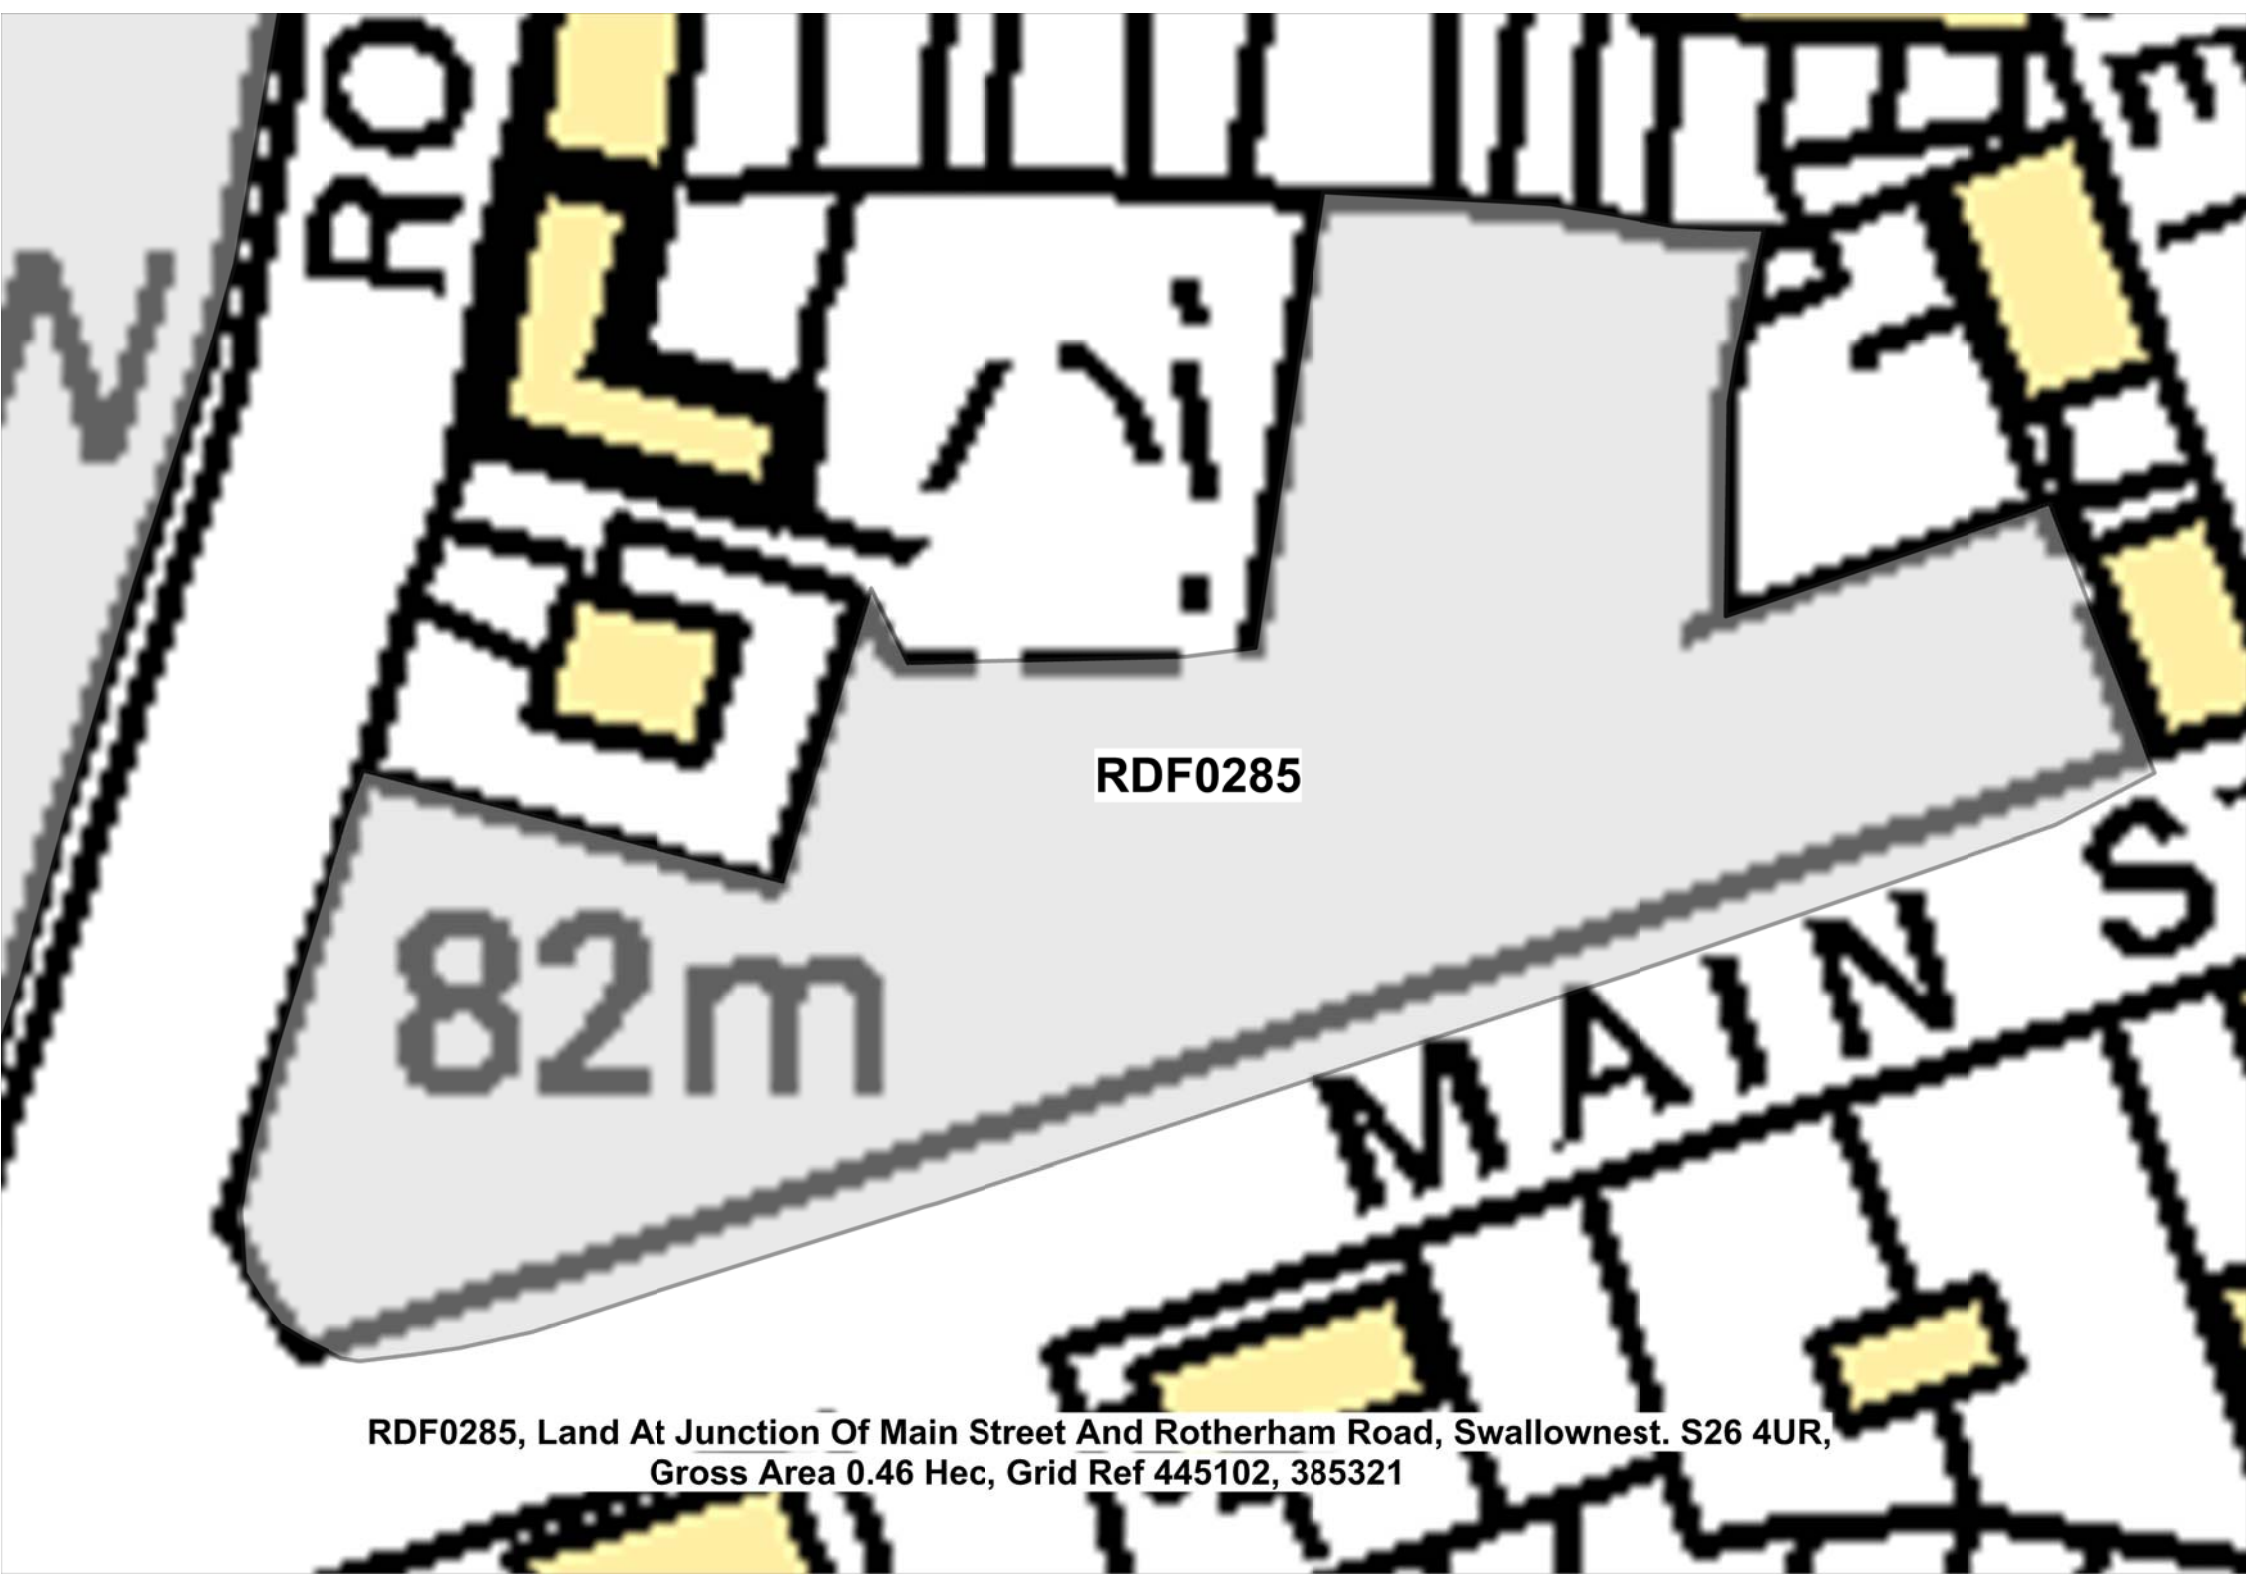 RO
RDF0285
82m
MAIN S
RDF0285, Land At Junction Of Main Street And Rotherham Road, Swallownest. S26 4UR,
Gross Area 0.46 Hec, Grid Ref 445102, 385321